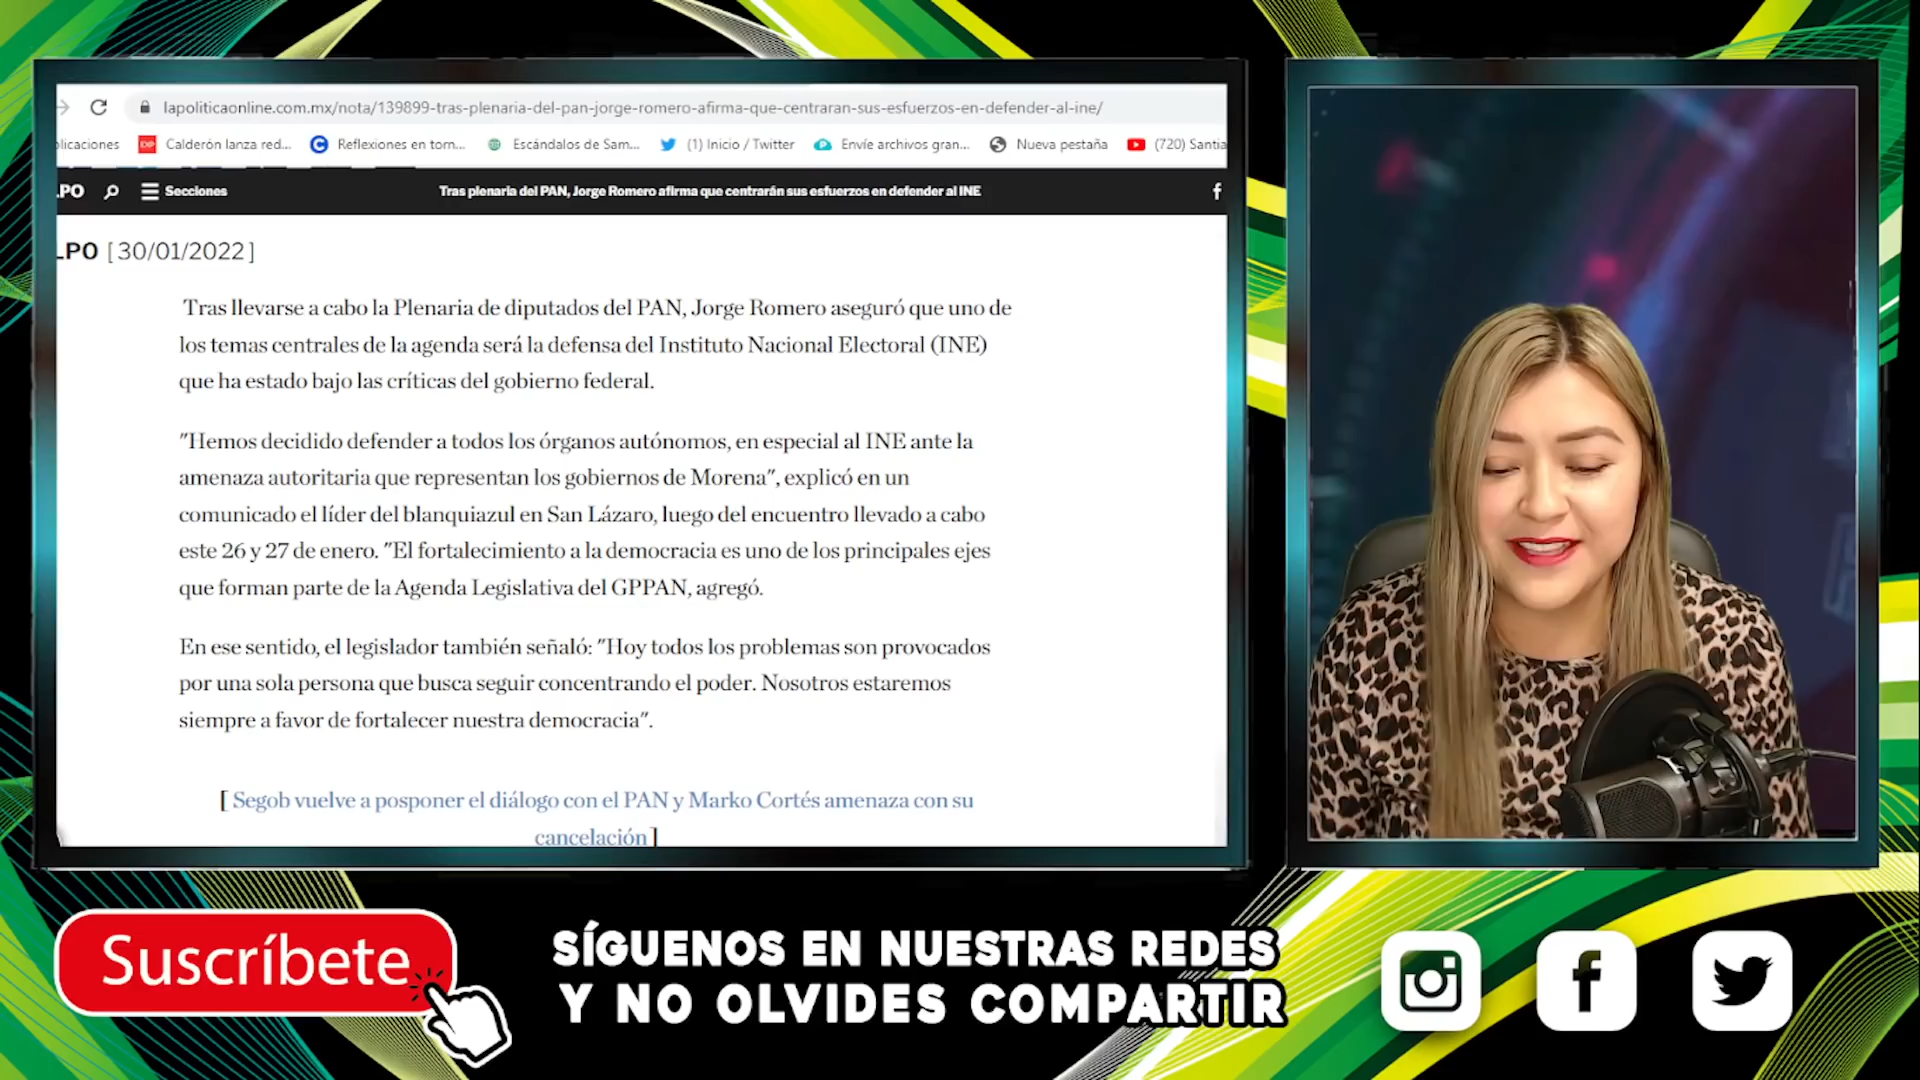 lapoliticaonline.com.mx/nota/139899-tras-plenaria-del-pan-jorge-romero-afirma-que-centraran-sus-esfuerzos-en-defender-al-ine/
plicaciones DP Calderón lanza red... C Reflexiones en torn... Escándalos de Sam... (1) Inicio / Twitter Envíe archivos gran... Nueva pestaña (720) Santia
LPO Secciones Tras plenaria del PAN, Jorge Romero afirma que centrarán sus esfuerzos en defender al INE f
LPO [30/01/2022]
Tras llevarse a cabo la Plenaria de diputados del PAN, Jorge Romero aseguró que uno de
los temas centrales de la agenda será la defensa del Instituto Nacional Electoral (INE)
que ha estado bajo las críticas del gobierno federal.
"Hemos decidido defender a todos los órganos autónomos, en especial al INE ante la
amenaza autoritaria que representan los gobiernos de Morena", explicó en un
comunicado el líder del blanquiazul en San Lázaro, luego del encuentro llevado a cabo
este 26 y 27 de enero. "El fortalecimiento a la democracia es uno de los principales ejes
que forman parte de la Agenda Legislativa del GPPAN, agregó.
En ese sentido, el legislador también señaló: "Hoy todos los problemas son provocados
por una sola persona que busca seguir concentrando el poder. Nosotros estaremos
siempre a favor de fortalecer nuestra democracia".
[ Segob vuelve a posponer el diálogo con el PAN y Marko Cortés amenaza con su
cancelación ]
Suscríbete
SÍGUENOS EN NUESTRAS REDES
Y NO OLVIDES COMPARTIR
f